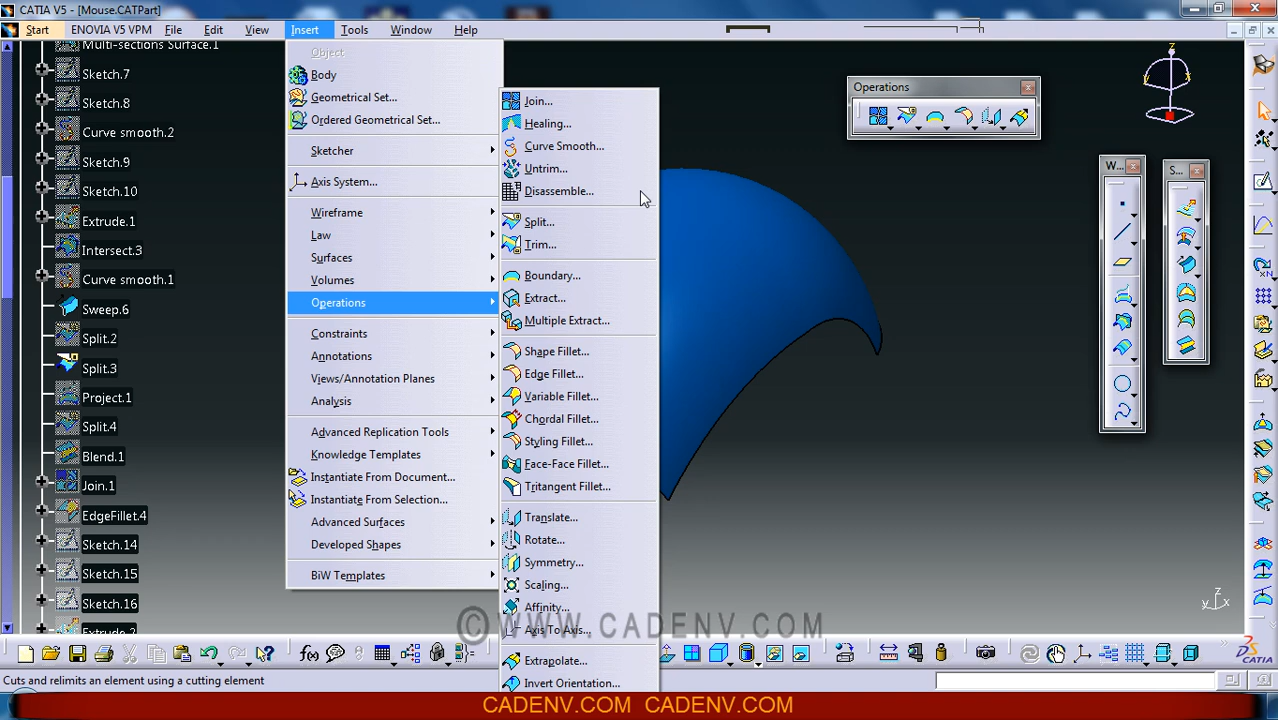 CATIA V5 - [Mouse.CATPart]
Start
ENOVIA V5 VPM
File
Edit
View
Insert
Tools
Window
Help
Multi-sections Surface.1
Sketch.7
Sketch.8
Curve smooth.2
Sketch.9
Sketch.10
Extrude.1
Intersect.3
Curve smooth.1
Sweep.6
Split.2
Split.3
Project.1
Split.4
Blend.1
Join.1
EdgeFillet.4
Sketch.14
Sketch.15
Sketch.16
Extrude.2
Object
Body
Geometrical Set...
Ordered Geometrical Set...
Sketcher
Axis System...
Wireframe
Law
Surfaces
Volumes
Operations
Constraints
Annotations
Views/Annotation Planes
Analysis
Advanced Replication Tools
Knowledge Templates
Instantiate From Document...
Instantiate From Selection...
Advanced Surfaces
Developed Shapes
BiW Templates
Join...
Healing...
Curve Smooth...
Untrim...
Disassemble...
Split...
Trim...
Boundary...
Extract...
Multiple Extract...
Shape Fillet...
Edge Fillet...
Variable Fillet...
Chordal Fillet...
Styling Fillet...
Face-Face Fillet...
Tritangent Fillet...
Translate...
Rotate...
Symmetry...
Scaling...
Affinity...
Axis To Axis...
Extrapolate...
Invert Orientation...
Operations
W...
S...
z
x
y
z
x
y
©WWW.CADENV.COM
f(x)
CATIA
Cuts and relimits an element using a cutting element
CADENV.COM CADENV.COM